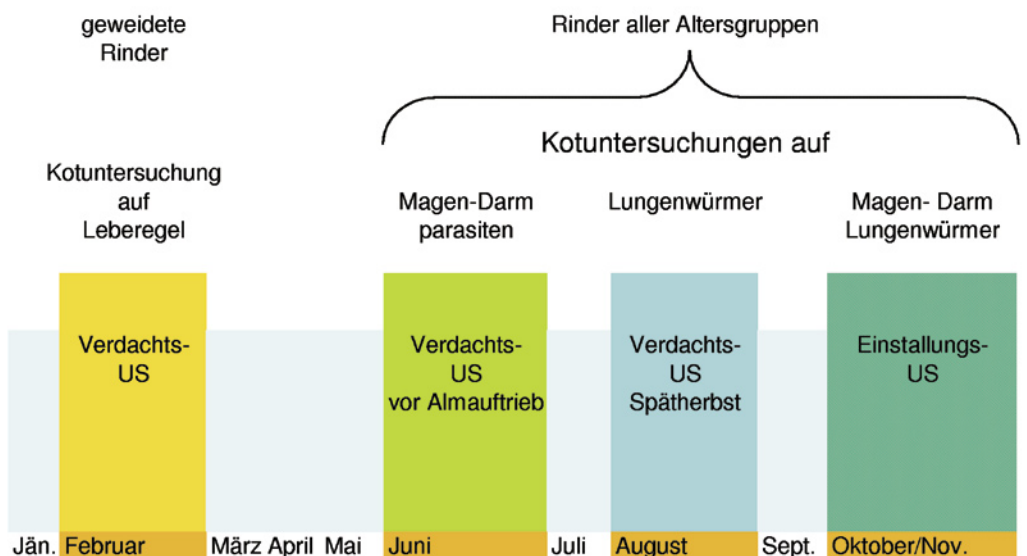 geweidete
Rinder
Rinder aller Altersgruppen
Kotuntersuchungen auf
Kotuntersuchung
auf
Leberegel
Magen-Darm
parasiten
Lungenwürmer
Magen- Darm
Lungenwürmer
Verdachts-
US
Verdachts-
US
vor Almauftrieb
Verdachts-
US
Spätherbst
Einstallungs-
US
Jän. Februar März April Mai Juni Juli August Sept. Oktober/Nov.